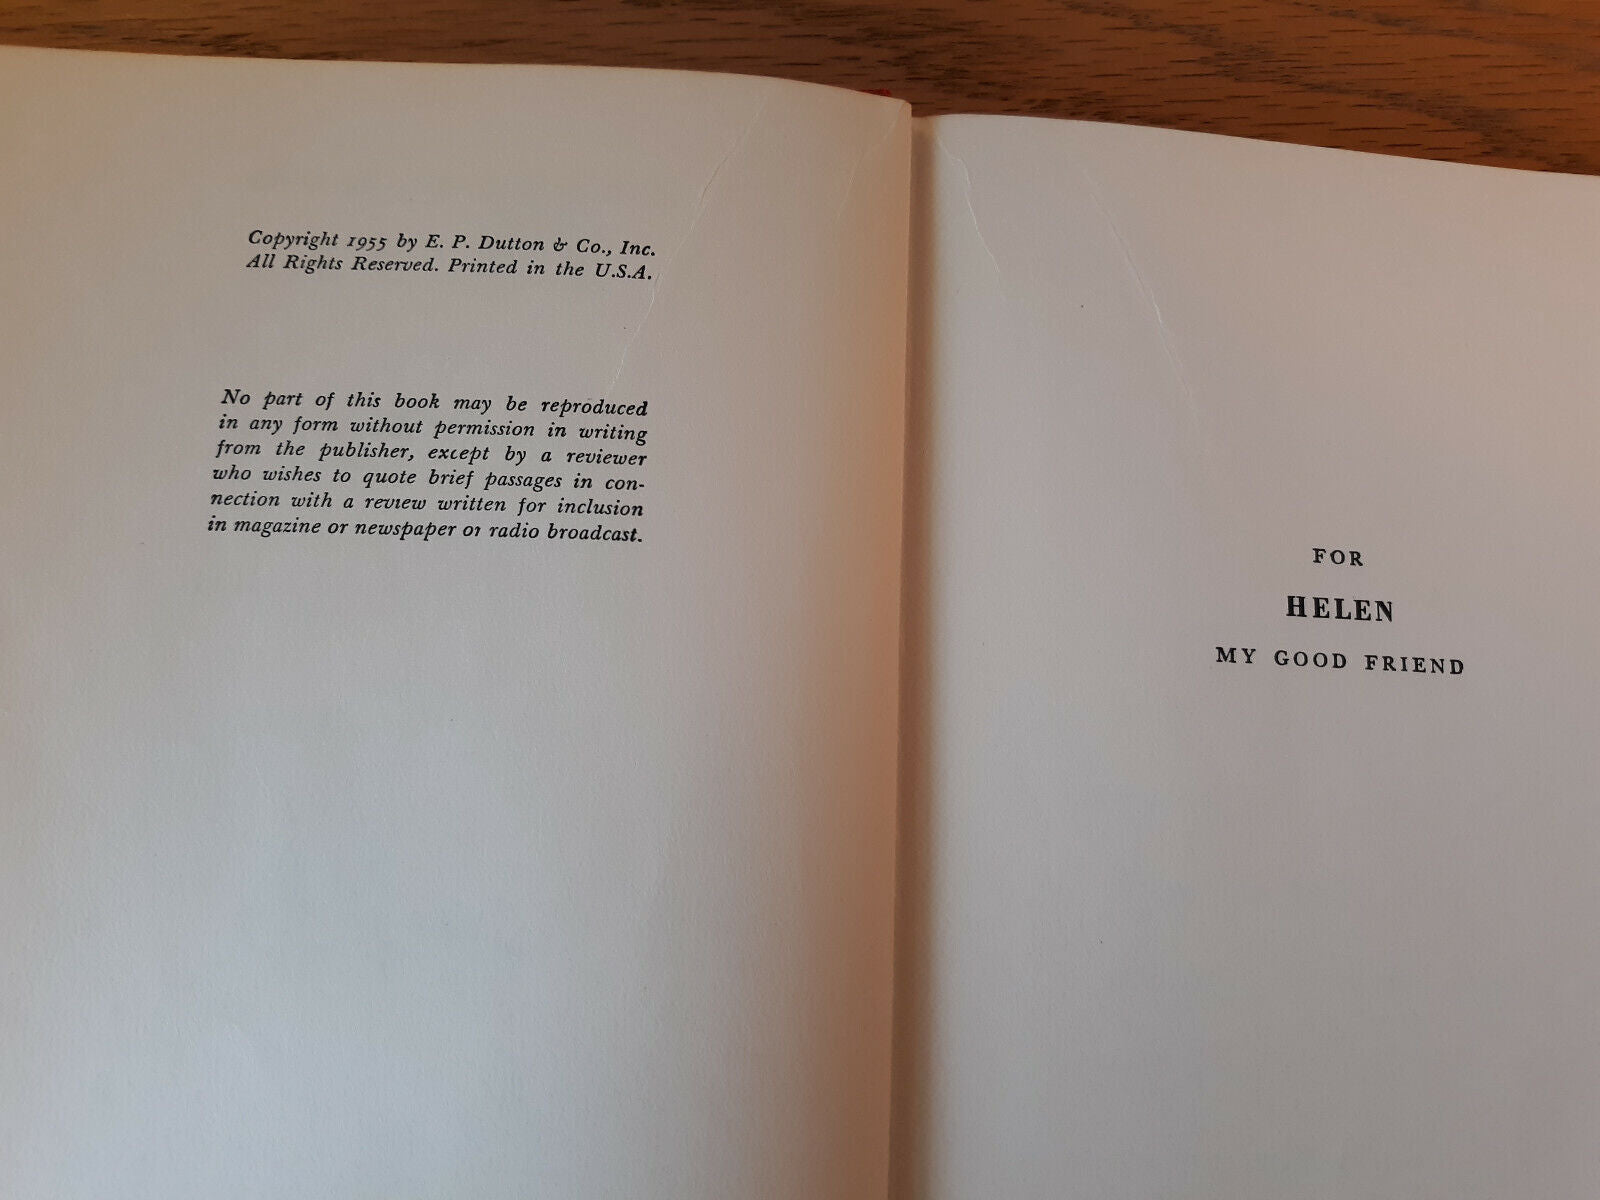 Copyright 1955 by E. P. Dutton & Co., Inc.
All Rights Reserved. Printed in the U.S.A.
No part of this book may be reproduced
in any form without permission in writing
from the publisher, except by a reviewer
who wishes to quote brief passages in con-
nection with a review written for inclusion
in magazine or newspaper or radio broadcast.
FOR
HELEN
MY GOOD FRIEND